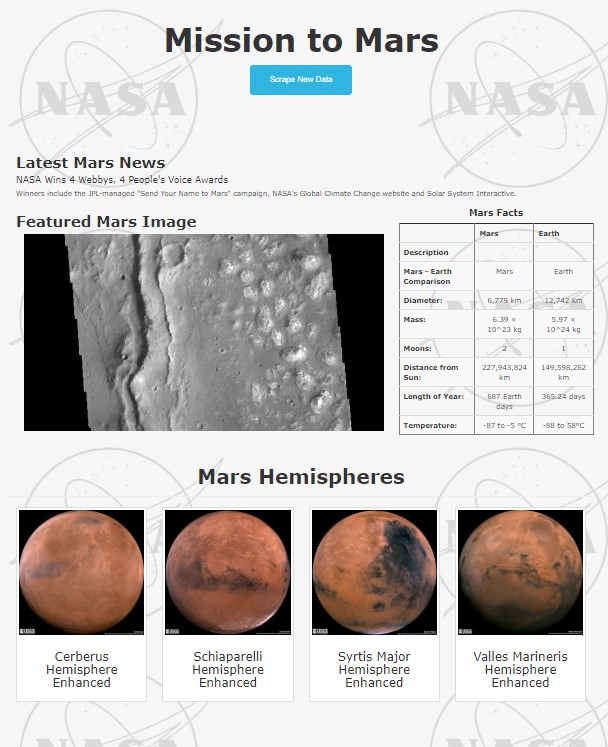 Mission to Mars
Scrape New Data
NASA
NASA
Latest Mars News
NASA Wins 4 Webbys, 4 People's Voice Awards
Winners include the JPL-managed "Send Your Name to Mars" campaign, NASA's Global Climate Change website and Solar System Interactive.
Featured Mars Image
Mars Facts
Mars Earth
Description
Mars - Earth Comparison Mars Earth
Diameter: 6,779 km 12,742 km
Mass: 6.39 × 10^23 kg 5.97 × 10^24 kg
Moons: 2 1
Distance from Sun: 227,943,824 km 149,598,262 km
Length of Year: 687 Earth days 365.24 days
Temperature: -87 to -5 °C -88 to 58°C
Mars Hemispheres
USGS
USGS
USGS
USGS
Cerberus Hemisphere Enhanced
Schiaparelli Hemisphere Enhanced
Syrtis Major Hemisphere Enhanced
Valles Marineris Hemisphere Enhanced